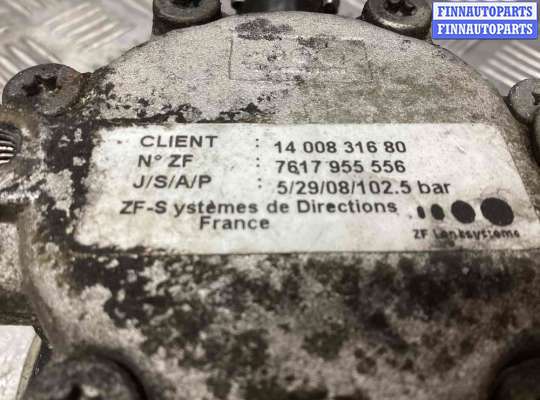 FINNAUTOPARTS
FINNAUTOPARTS
CLIENT : 14 008 316 80
N° ZF : 7617 955 556
J/S/A/P : 5/29/08/102.5 bar
ZF-S ystèmes de Directions
France
ZF Lenksysteme